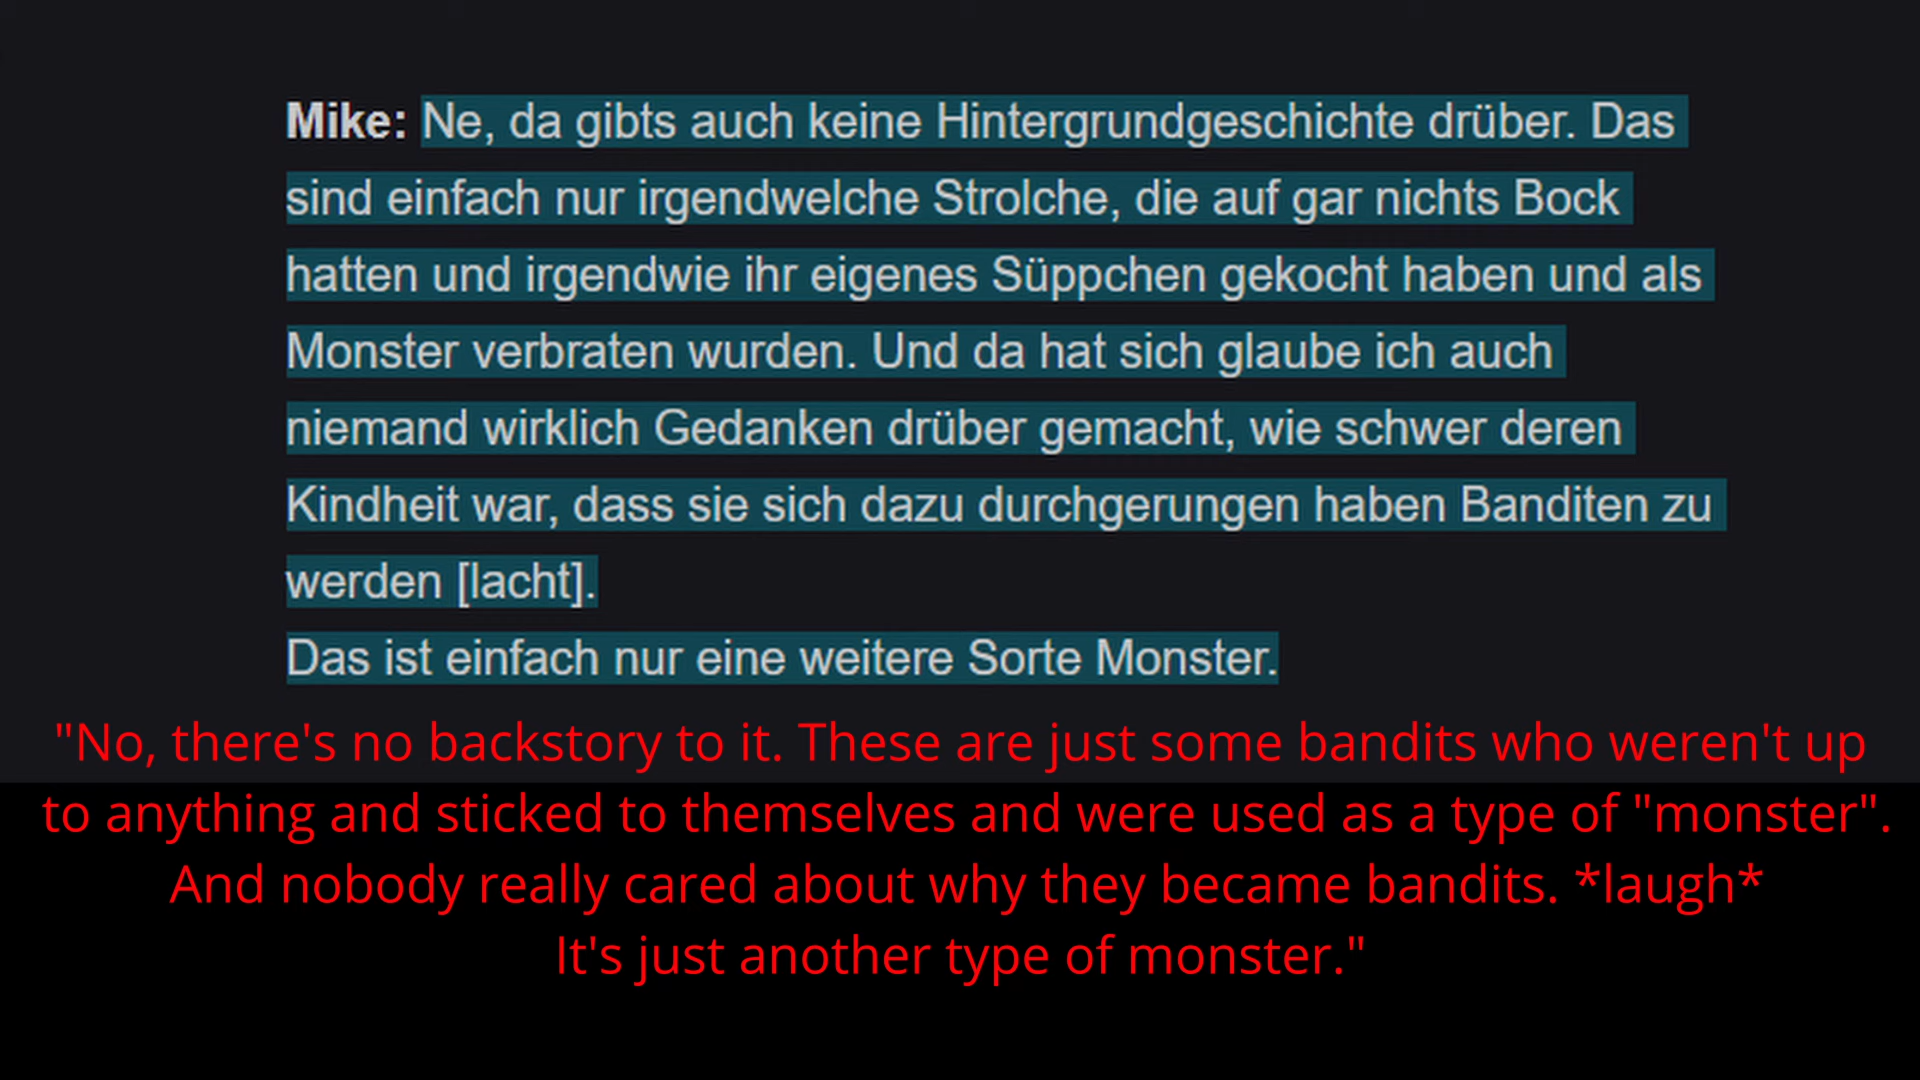 Mike: Ne, da gibts auch keine Hintergrundgeschichte drüber. Das
sind einfach nur irgendwelche Strolche, die auf gar nichts Bock
hatten und irgendwie ihr eigenes Süppchen gekocht haben und als
Monster verbraten wurden. Und da hat sich glaube ich auch
niemand wirklich Gedanken drüber gemacht, wie schwer deren
Kindheit war, dass sie sich dazu durchgerungen haben Banditen zu
werden [lacht].
Das ist einfach nur eine weitere Sorte Monster.
"No, there's no backstory to it. These are just some bandits who weren't up
to anything and sticked to themselves and were used as a type of "monster".
And nobody really cared about why they became bandits. *laugh*
It's just another type of monster."